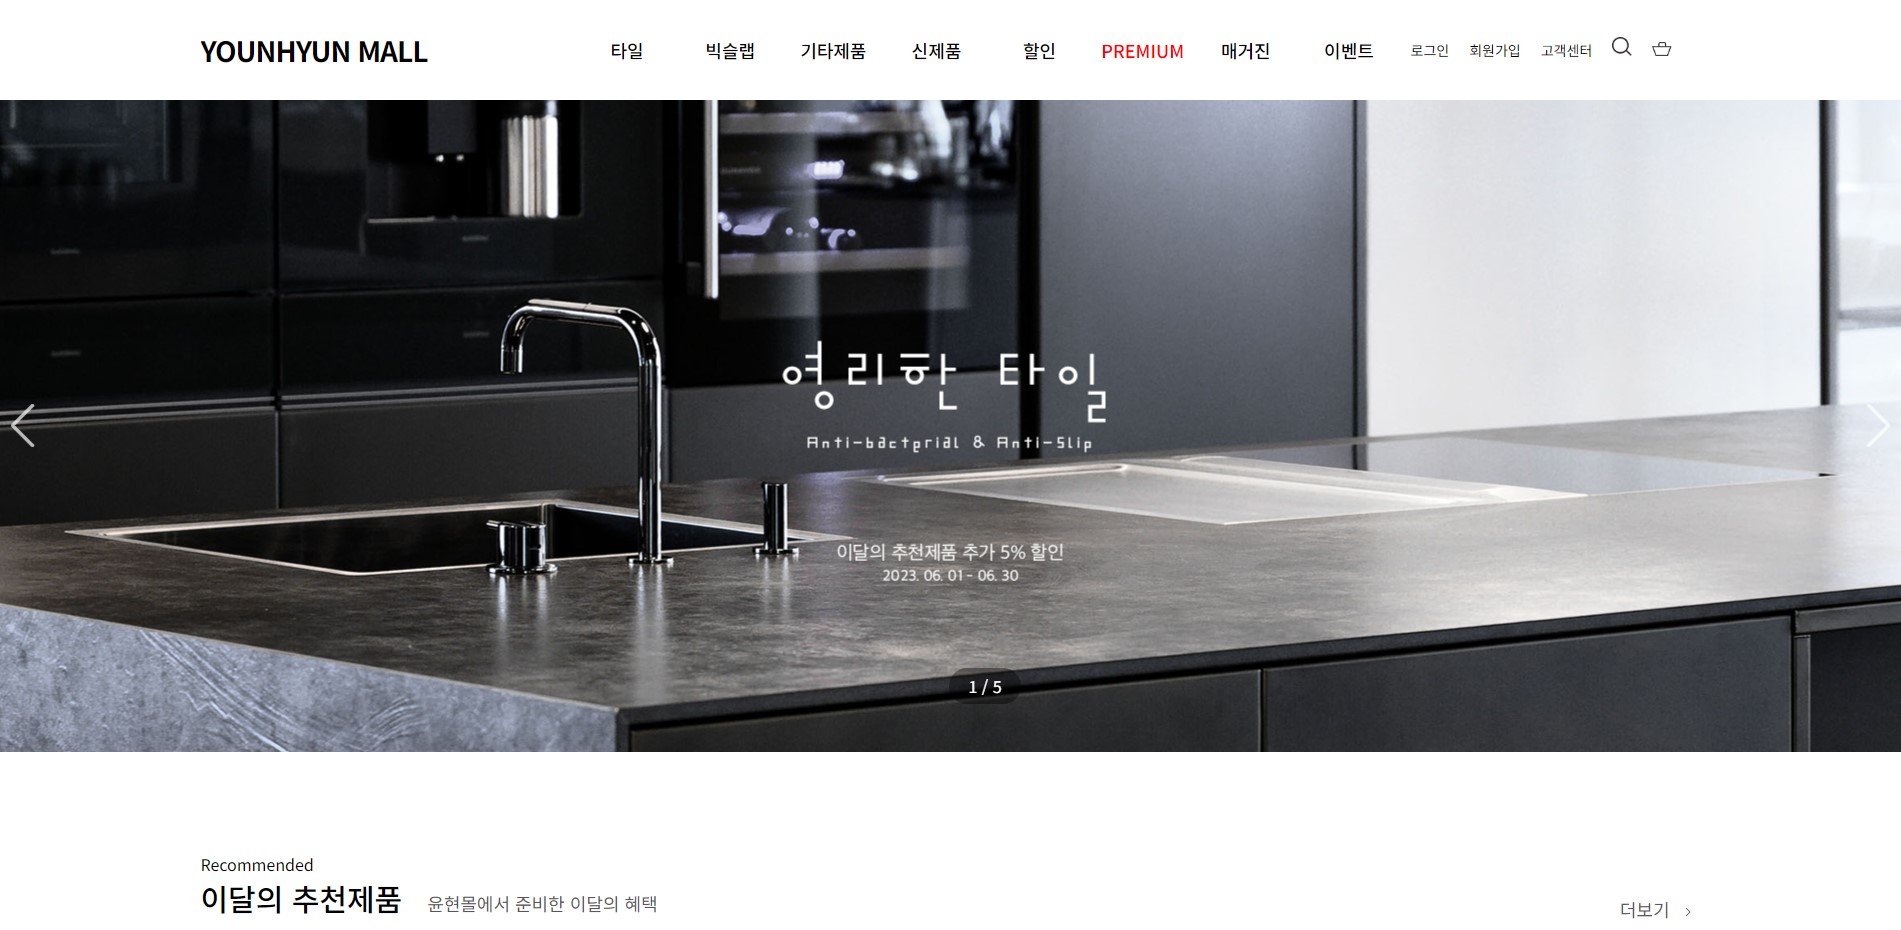 YOUNHYUN MALL
타일 빅슬랩 기타제품 신제품 할인 PREMIUM 매거진 이벤트 로그인 회원가입 고객센터
영리한 타일
Anti-bacterial & Anti-Slip
이달의 추천제품 추가 5% 할인
2023. 06. 01 - 06. 30
1 / 5
Recommended
이달의 추천제품 윤현몰에서 준비한 이달의 혜택
더보기 >